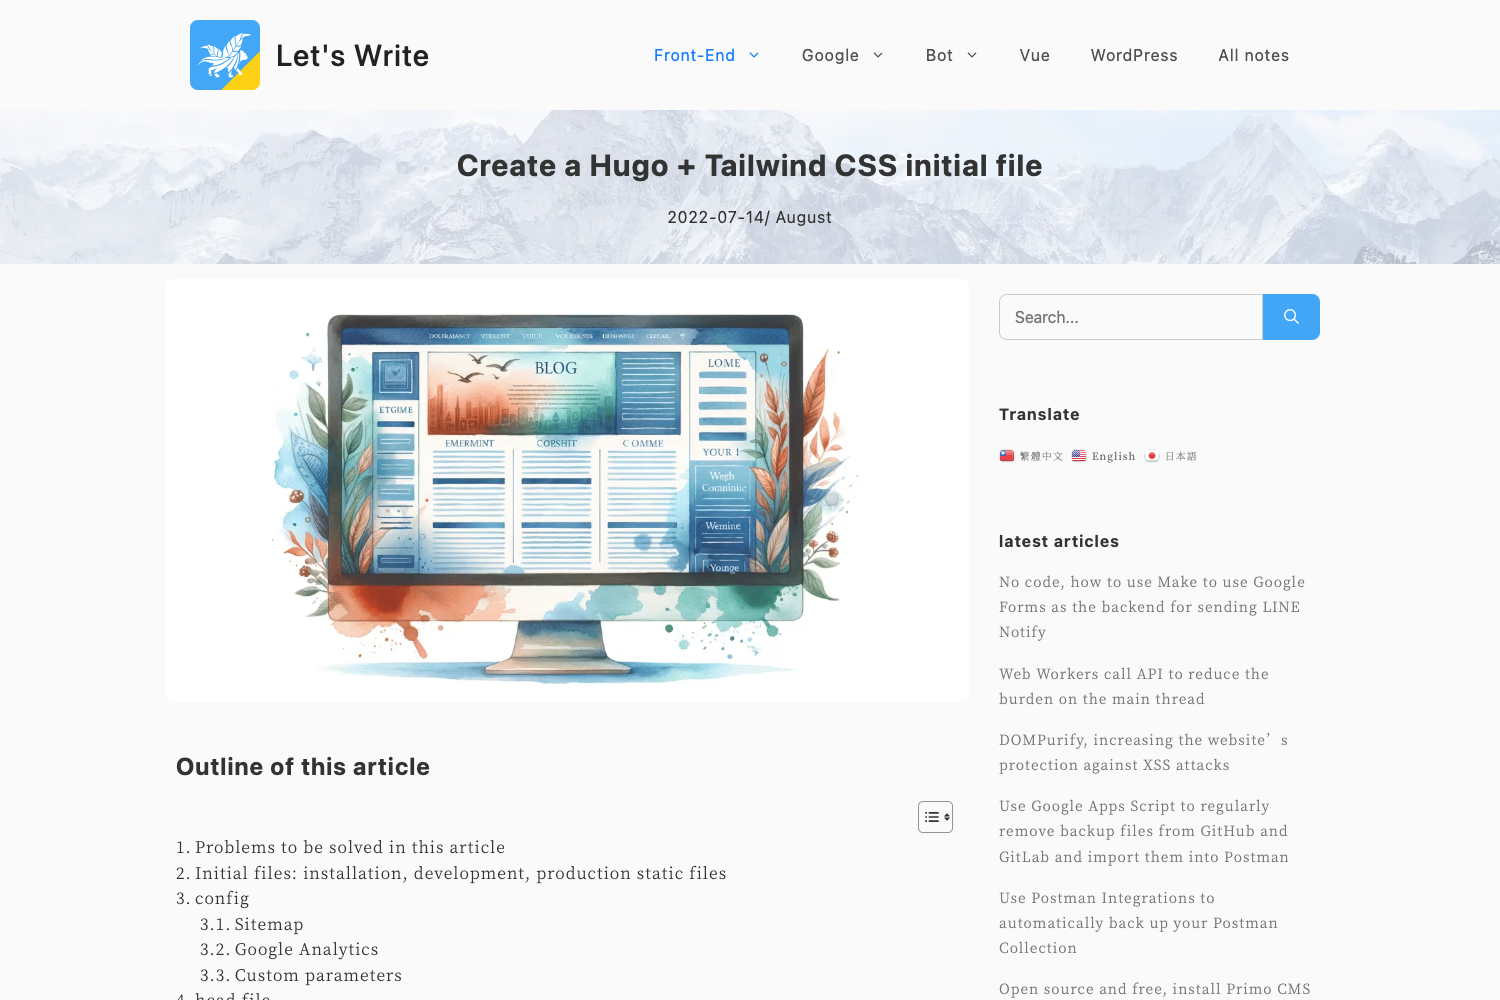 Let's Write
Front-End
Google
Bot
Vue
WordPress
All notes
Create a Hugo + Tailwind CSS initial file
2022-07-14/ August
BLOG
LOME
ETGIME
EMERMINT
COPSHIT
C OMME
YOUR I
Wegh
Comniniic
Wemine
Younge
Outline of this article
1. Problems to be solved in this article
2. Initial files: installation, development, production static files
3. config
3.1. Sitemap
3.2. Google Analytics
3.3. Custom parameters
4. head file
Search...
Translate
繁體中文 English 日本語
latest articles
No code, how to use Make to use Google
Forms as the backend for sending LINE
Notify
Web Workers call API to reduce the
burden on the main thread
DOMPurify, increasing the website’s
protection against XSS attacks
Use Google Apps Script to regularly
remove backup files from GitHub and
GitLab and import them into Postman
Use Postman Integrations to
automatically back up your Postman
Collection
Open source and free, install Primo CMS